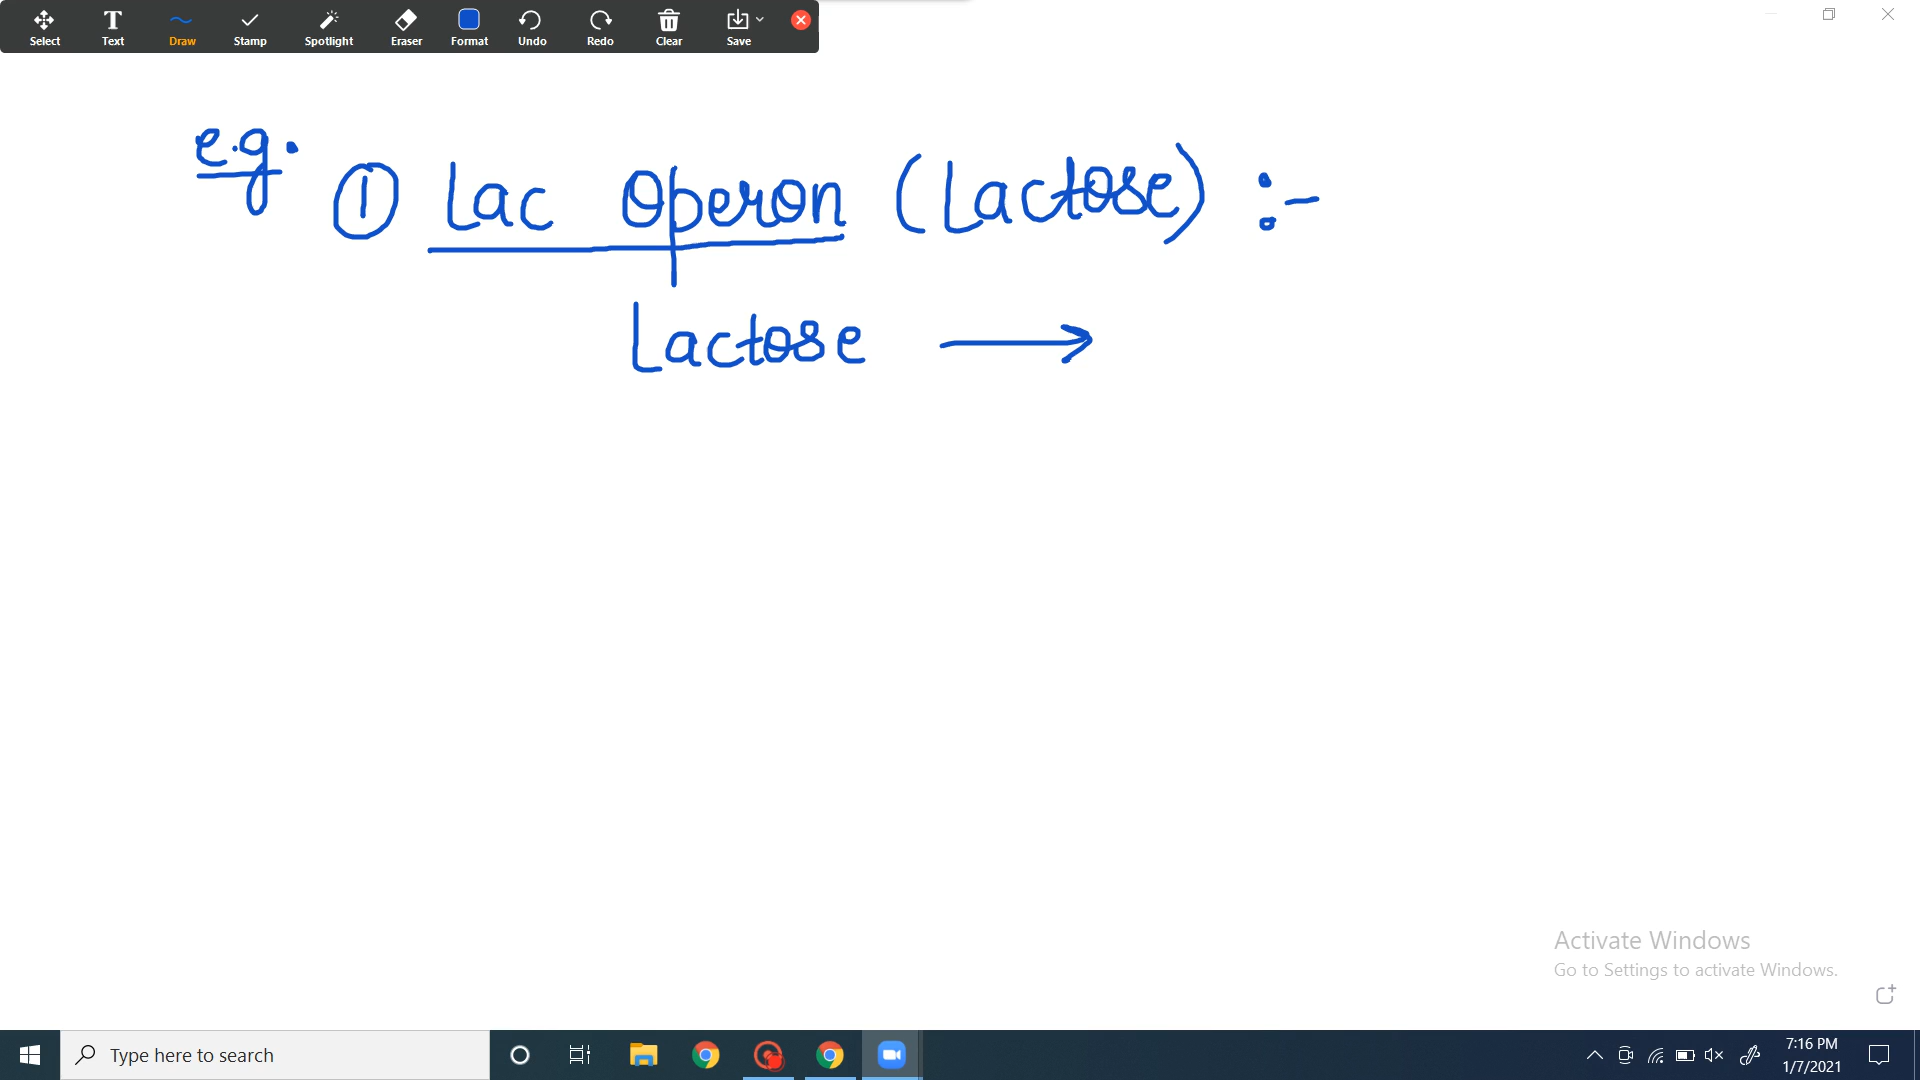 Select Text Draw Stamp Spotlight Eraser Format Undo Redo Clear Save
e.g.
① Lac Operon (Lactose) :-
Lactose →
Activate Windows
Go to Settings to activate Windows.
Type here to search
7:16 PM
1/7/2021